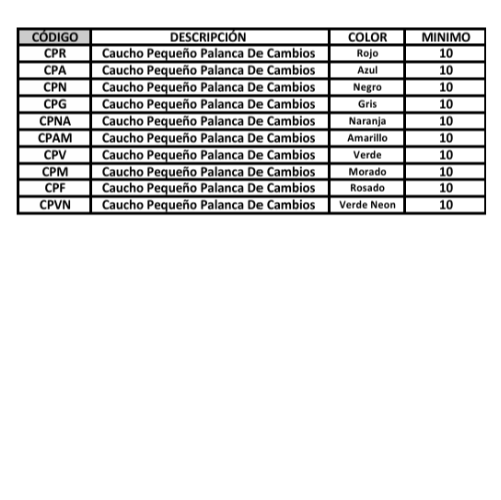 CÓDIGO DESCRIPCIÓN COLOR MINIMO
CPR Caucho Pequeño Palanca De Cambios Rojo 10
CPA Caucho Pequeño Palanca De Cambios Azul 10
CPN Caucho Pequeño Palanca De Cambios Negro 10
CPG Caucho Pequeño Palanca De Cambios Gris 10
CPNA Caucho Pequeño Palanca De Cambios Naranja 10
CPAM Caucho Pequeño Palanca De Cambios Amarillo 10
CPV Caucho Pequeño Palanca De Cambios Verde 10
CPM Caucho Pequeño Palanca De Cambios Morado 10
CPF Caucho Pequeño Palanca De Cambios Rosado 10
CPVN Caucho Pequeño Palanca De Cambios Verde Neon 10